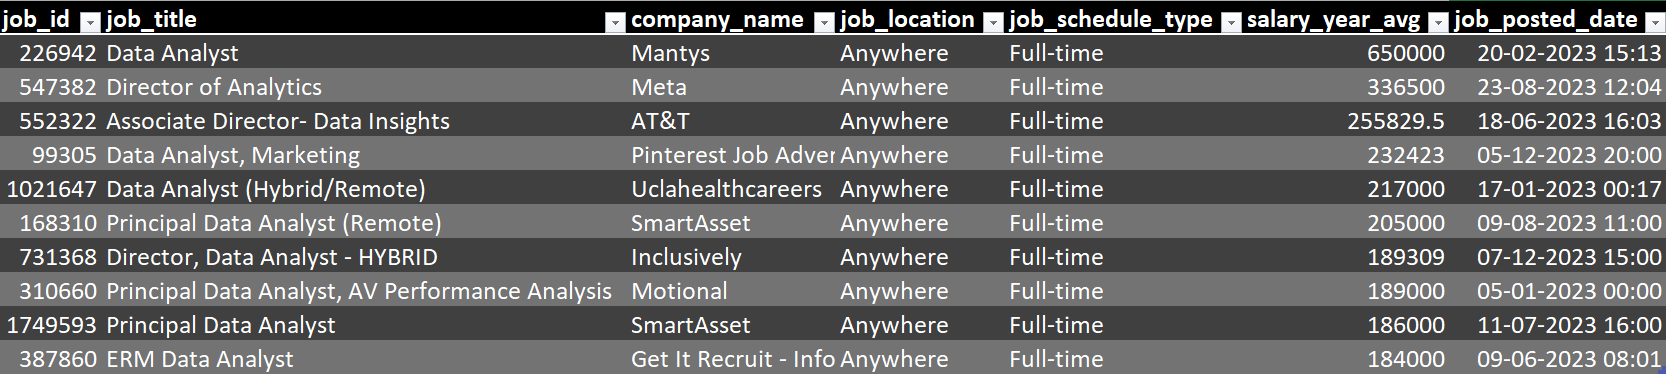 job_id job_title company_name job_location job_schedule_type salary_year_avg job_posted_date
226942 Data Analyst Mantys Anywhere Full-time 650000 20-02-2023 15:13
547382 Director of Analytics Meta Anywhere Full-time 336500 23-08-2023 12:04
552322 Associate Director- Data Insights AT&T Anywhere Full-time 255829.5 18-06-2023 16:03
99305 Data Analyst, Marketing Pinterest Job Adver Anywhere Full-time 232423 05-12-2023 20:00
1021647 Data Analyst (Hybrid/Remote) Uclahealthcareers Anywhere Full-time 217000 17-01-2023 00:17
168310 Principal Data Analyst (Remote) SmartAsset Anywhere Full-time 205000 09-08-2023 11:00
731368 Director, Data Analyst - HYBRID Inclusively Anywhere Full-time 189309 07-12-2023 15:00
310660 Principal Data Analyst, AV Performance Analysis Motional Anywhere Full-time 189000 05-01-2023 00:00
1749593 Principal Data Analyst SmartAsset Anywhere Full-time 186000 11-07-2023 16:00
387860 ERM Data Analyst Get It Recruit - Info Anywhere Full-time 184000 09-06-2023 08:01